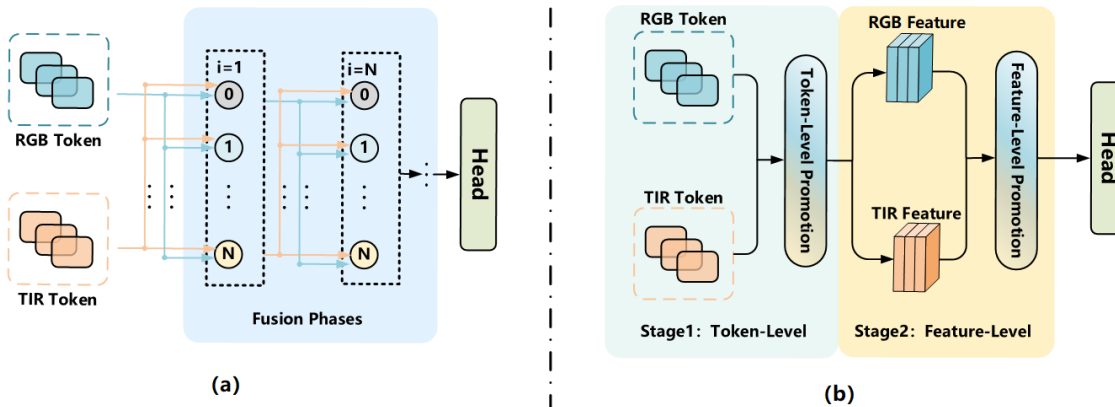 RGB Token
TIR Token
i=1
0
1
N
i=N
0
1
N
Fusion Phases
Head
(a)
RGB Token
TIR Token
Token-Level Promotion
Stage1: Token-Level
RGB Feature
TIR Feature
Feature-Level Promotion
Stage2: Feature-Level
Head
(b)